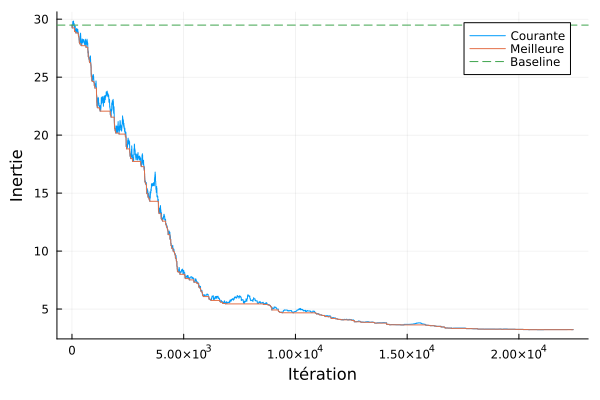 30
25
20
15
10
5
Inertie
Courante
Meilleure
Baseline
0
5.00×10³
1.00×10⁴
1.50×10⁴
2.00×10⁴
Itération